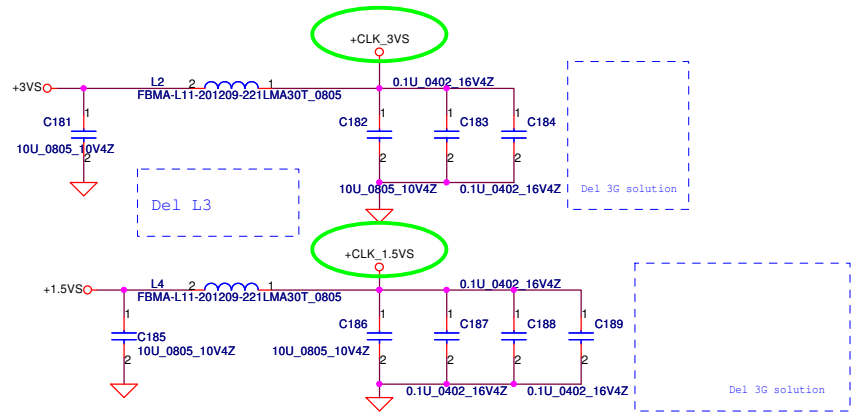 +CLK_3VS
+3VS
L2
2
1
FBMA-L11-201209-221LMA30T_0805
0.1U_0402_16V4Z
1
C181
2
10U_0805_10V4Z
1
C182
2
10U_0805_10V4Z
1
C183
2
0.1U_0402_16V4Z
1
C184
2
Del 3G solution
Del L3
+CLK_1.5VS
+1.5VS
L4
2
1
FBMA-L11-201209-221LMA30T_0805
0.1U_0402_16V4Z
1
C185
2
10U_0805_10V4Z
1
C186
2
10U_0805_10V4Z
1
C187
2
0.1U_0402_16V4Z
1
C188
2
0.1U_0402_16V4Z
1
C189
2
Del 3G solution